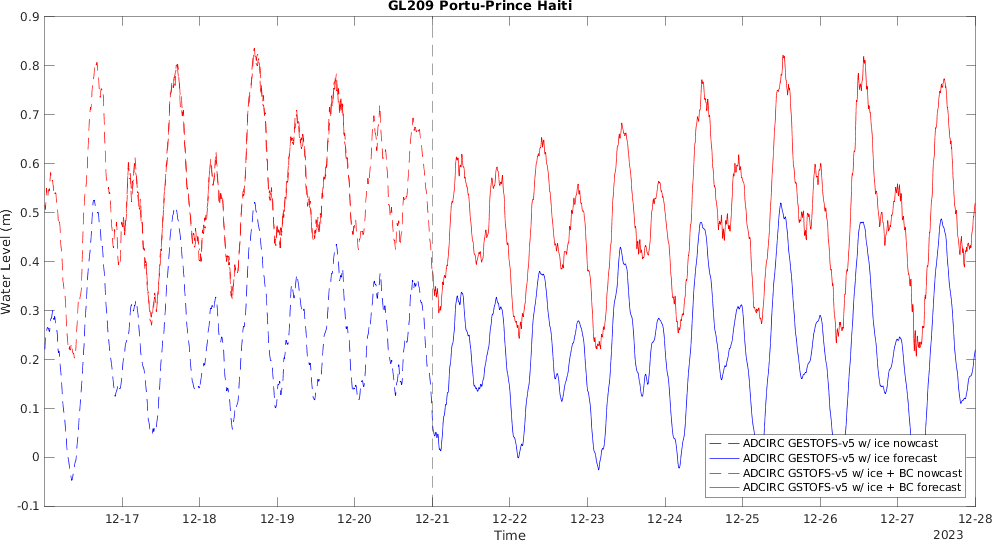 GL209 Portu-Prince Haiti
0.9
0.8
0.7
0.6
0.5
0.4
0.3
0.2
0.1
0
-0.1
Water Level (m)
ADCIRC GESTOFS-v5 w/ ice nowcast
ADCIRC GESTOFS-v5 w/ ice forecast
ADCIRC GSTOFS-v5 w/ ice + BC nowcast
ADCIRC GSTOFS-v5 w/ ice + BC forecast
12-17 12-18 12-19 12-20 12-21 12-22 12-23 12-24 12-25 12-26 12-27 12-28
Time
2023